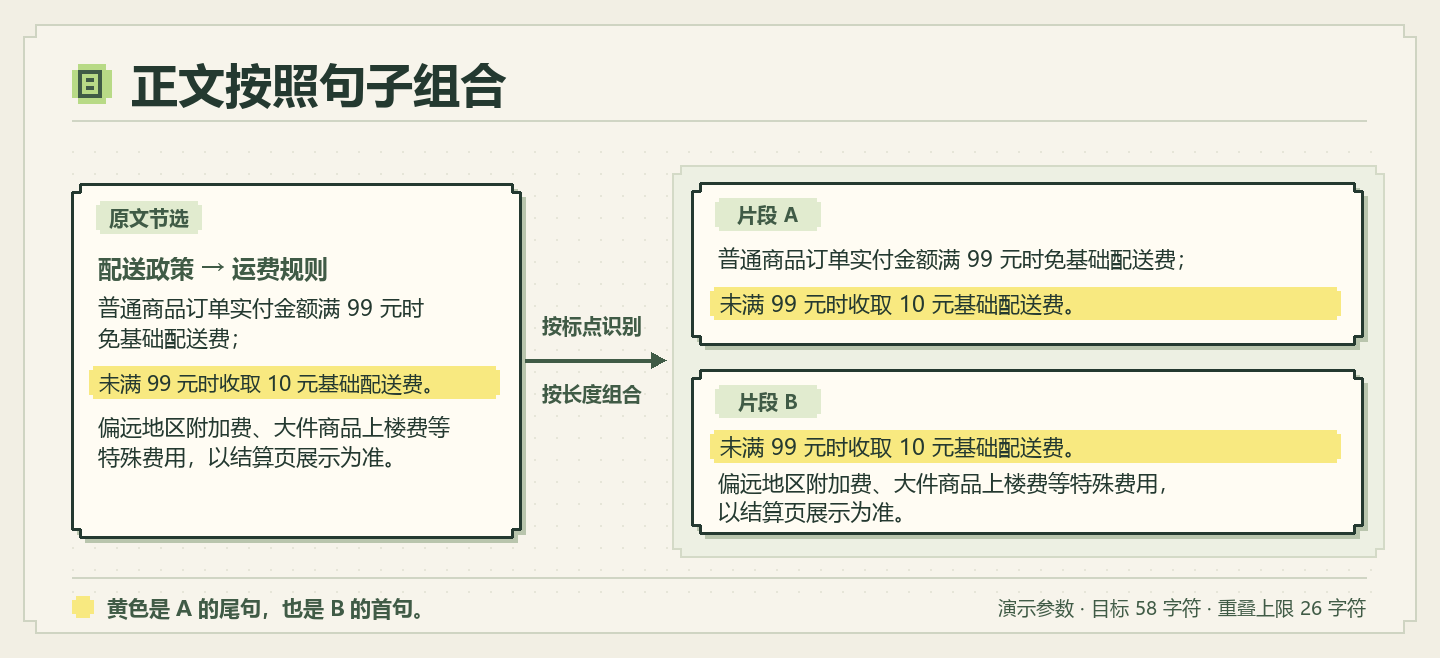 正文按照句子组合
原文节选
配送政策 → 运费规则
普通商品订单实付金额满 99 元时
免基础配送费；
未满 99 元时收取 10 元基础配送费。
偏远地区附加费、大件商品上楼费等
特殊费用，以结算页展示为准。
按标点识别
按长度组合
片段 A
普通商品订单实付金额满 99 元时免基础配送费；
未满 99 元时收取 10 元基础配送费。
片段 B
未满 99 元时收取 10 元基础配送费。
偏远地区附加费、大件商品上楼费等特殊费用，
以结算页展示为准。
黄色是 A 的尾句，也是 B 的首句。
演示参数 · 目标 58 字符 · 重叠上限 26 字符